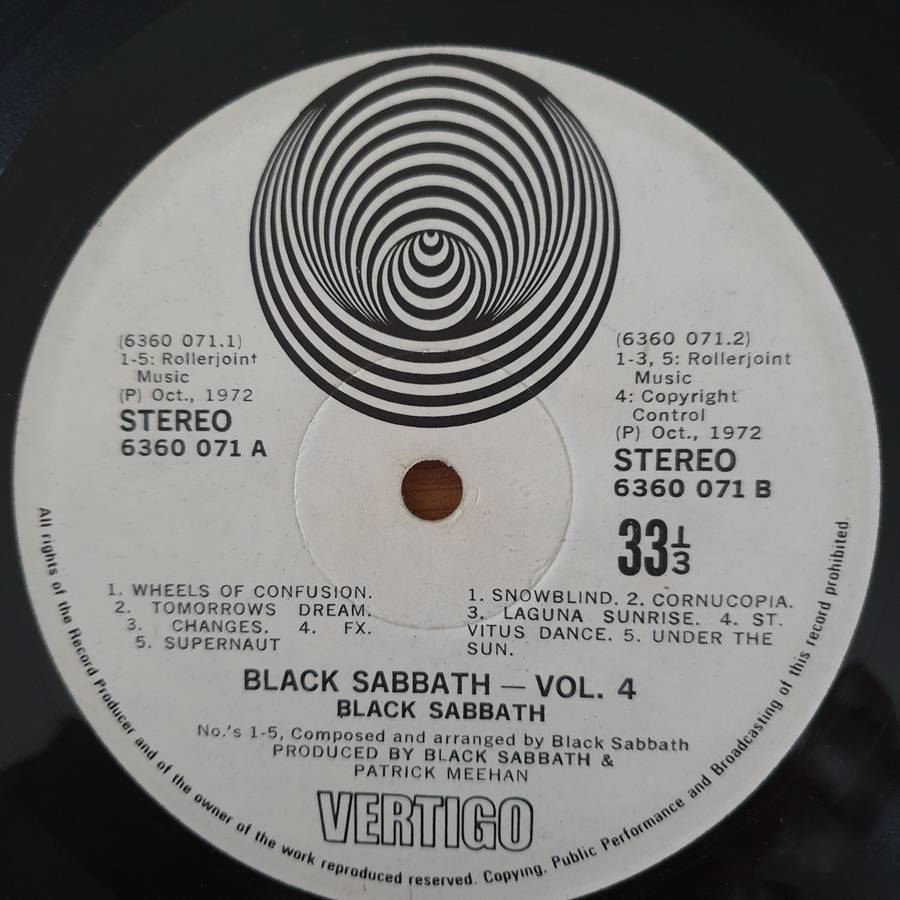 (6360 071.1)
1-5: Rollerjoint
Music
(P) Oct., 1972
STEREO
6360 071 A
(6360 071.2)
1-3, 5: Rollerjoint
Music
4: Copyright
Control
(P) Oct., 1972
STEREO
6360 071 B
33 1/3
1. WHEELS OF CONFUSION.
2. TOMORROWS DREAM.
3. CHANGES. 4. FX.
5. SUPERNAUT
1. SNOWBLIND. 2. CORNUCOPIA.
3. LAGUNA SUNRISE. 4. ST.
VITUS DANCE. 5. UNDER THE
SUN.
BLACK SABBATH — VOL. 4
BLACK SABBATH
No.'s 1-5, Composed and arranged by Black Sabbath
PRODUCED BY BLACK SABBATH &
PATRICK MEEHAN
VERTIGO
All rights of the Record Producer and of the owner of the work reproduced reserved. Copying, Public Performance and Broadcasting of this record prohibited.